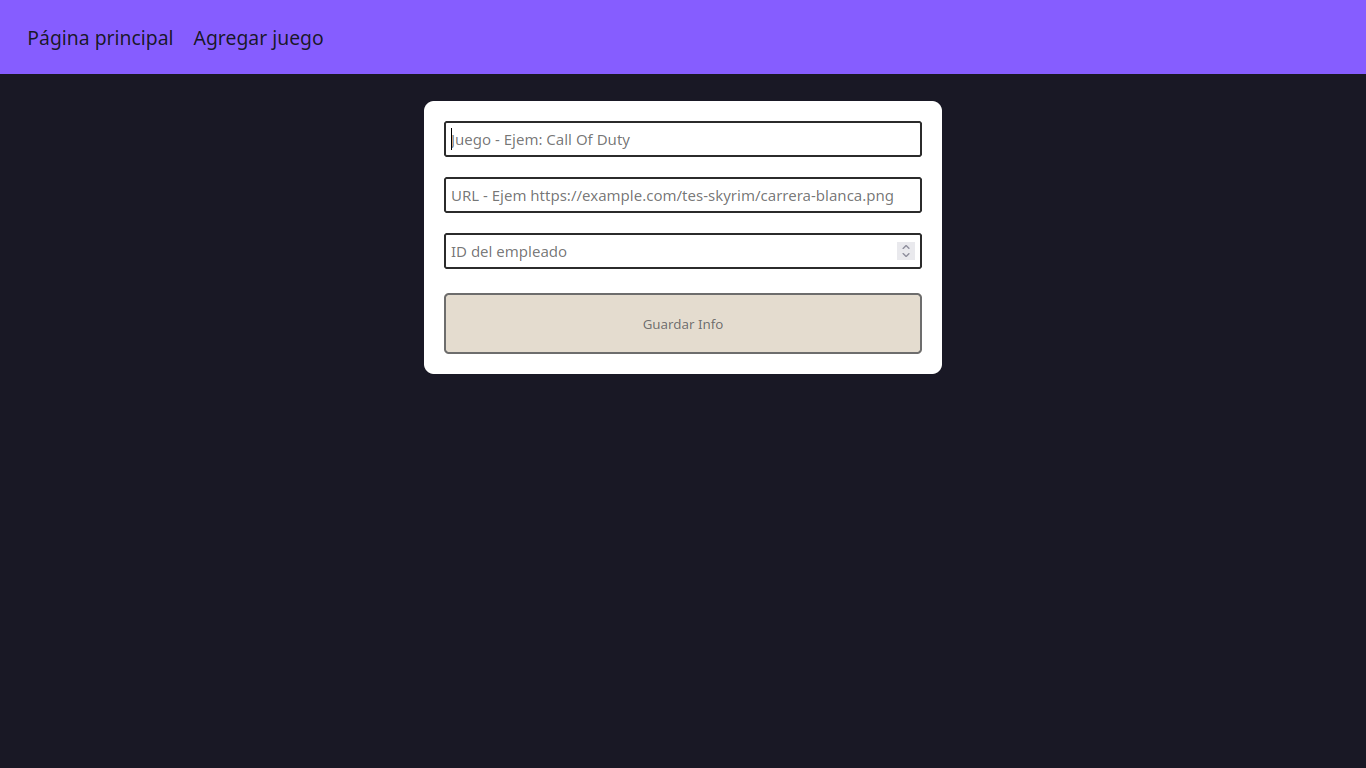 Página principal Agregar juego
Juego - Ejem: Call Of Duty
URL - Ejem https://example.com/tes-skyrim/carrera-blanca.png
ID del empleado
Guardar Info